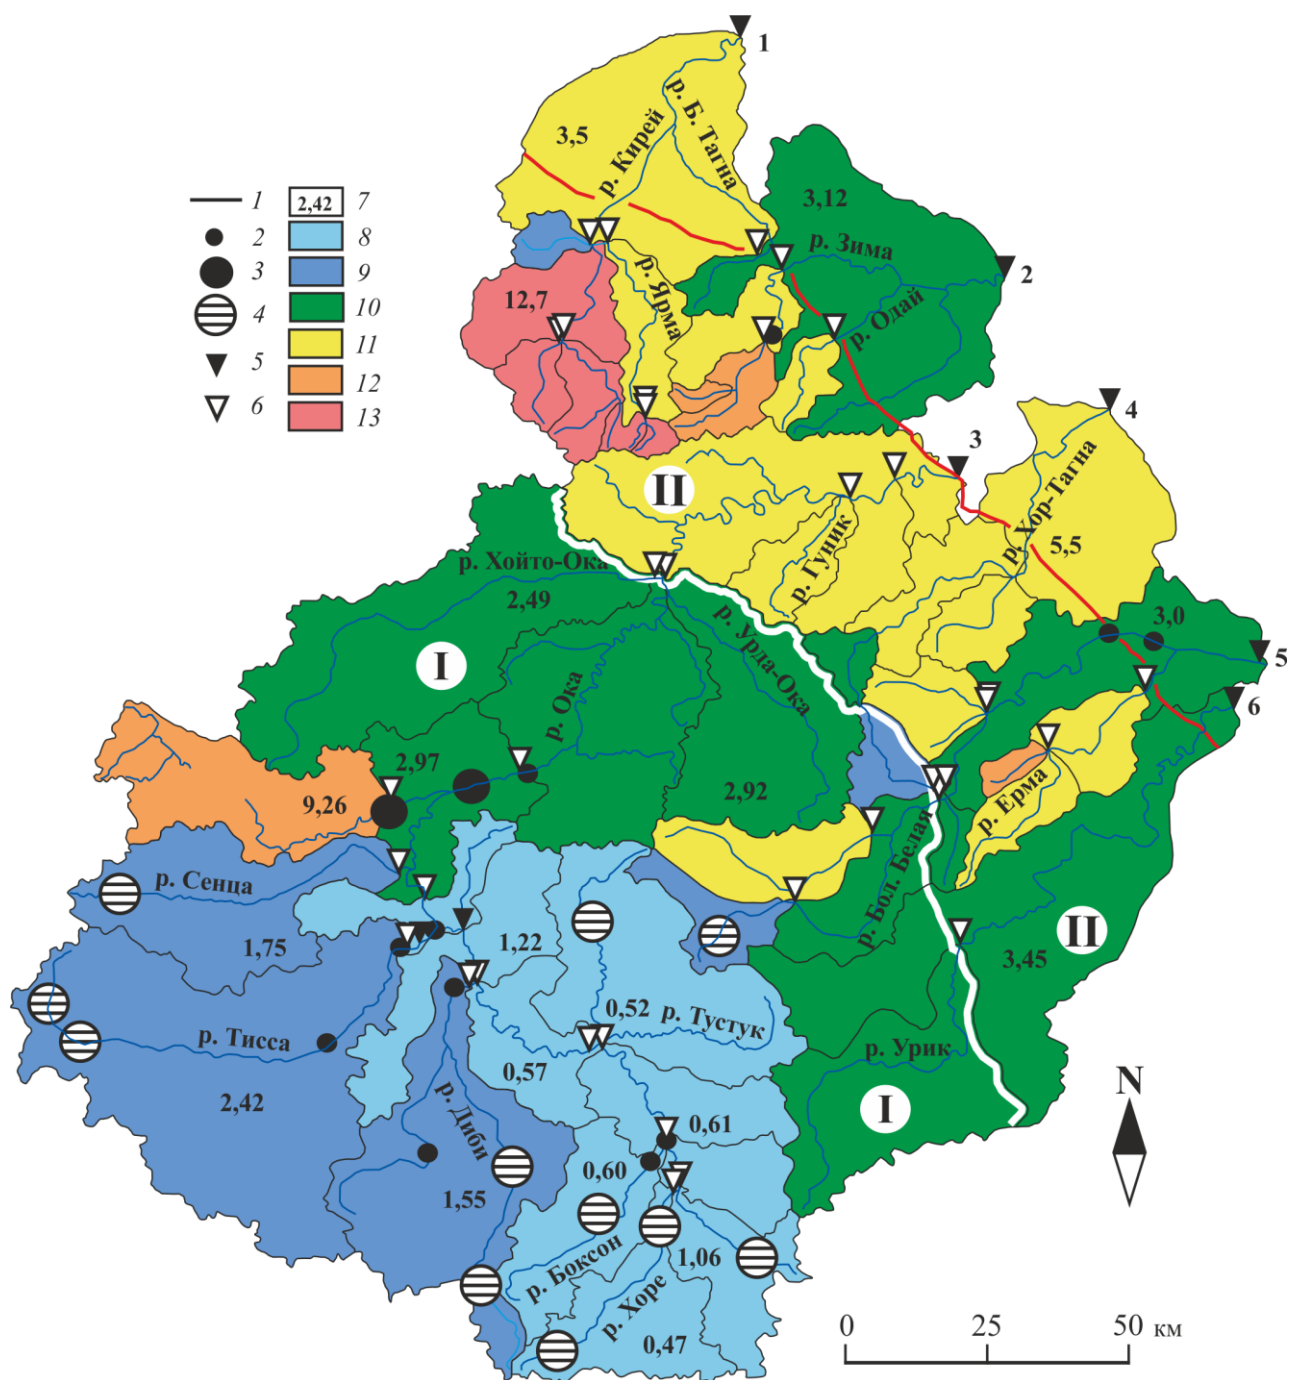 1
р. Кирей
р. Б. Тагна
3,5
2
3,12
р. Зима
р. Одай
р. Ярма
12,7
1
2
3
4
5
6
2,42
7
8
9
10
11
12
13
3
4
р. Хор-Тагна
5,5
II
р. Гуник
р. Хойто-Ока
2,49
I
р. Урда-Ока
р. Ока
3,0
5
6
2,97
2,92
9,26
р. Ерма
р. Бол. Белая
р. Сенца
1,75
1,22
II
3,45
0,52
р. Тустук
р. Тисса
0,57
р. Урик
2,42
р. Диби
I
N
0,61
0,60
1,55
1,06
р. Боксон
р. Хоре
0,47
0
25
50 км